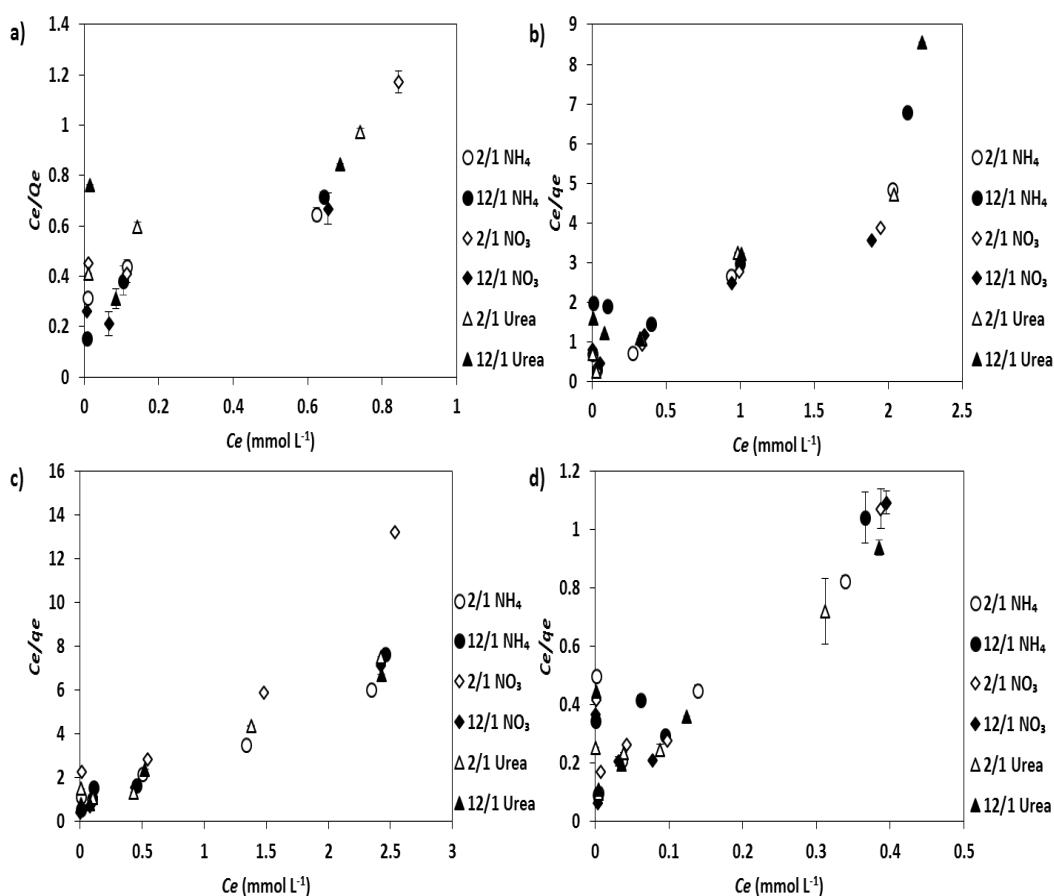 a)
Ce/Qe
1.4
1.2
1
0.8
0.6
0.4
0.2
0
0 0.2 0.4 0.6 0.8 1
Ce (mmol L⁻¹)
2/1 NH₄
12/1 NH₄
2/1 NO₃
12/1 NO₃
2/1 Urea
12/1 Urea
b)
Ce/qe
9
8
7
6
5
4
3
2
1
0
0 0.5 1 1.5 2 2.5
Ce (mmol L⁻¹)
2/1 NH₄
12/1 NH₄
2/1 NO₃
12/1 NO₃
2/1 Urea
12/1 Urea
c)
Ce/qe
16
14
12
10
8
6
4
2
0
0 0.5 1 1.5 2 2.5 3
Ce (mmol L⁻¹)
2/1 NH₄
12/1 NH₄
2/1 NO₃
12/1 NO₃
2/1 Urea
12/1 Urea
d)
Ce/qe
1.2
1
0.8
0.6
0.4
0.2
0
0 0.1 0.2 0.3 0.4 0.5
Ce (mmol L⁻¹)
2/1 NH₄
12/1 NH₄
2/1 NO₃
12/1 NO₃
2/1 Urea
12/1 Urea